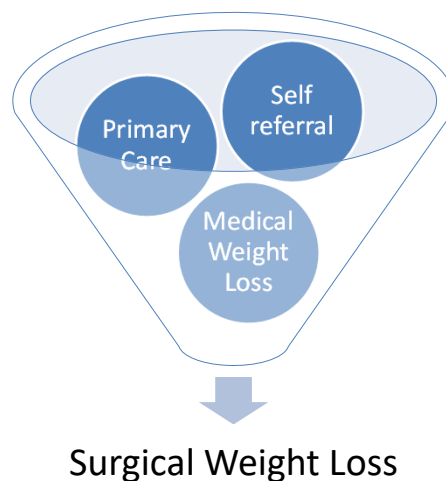 Self
referral
Primary
Care
Medical
Weight
Loss
Surgical Weight Loss